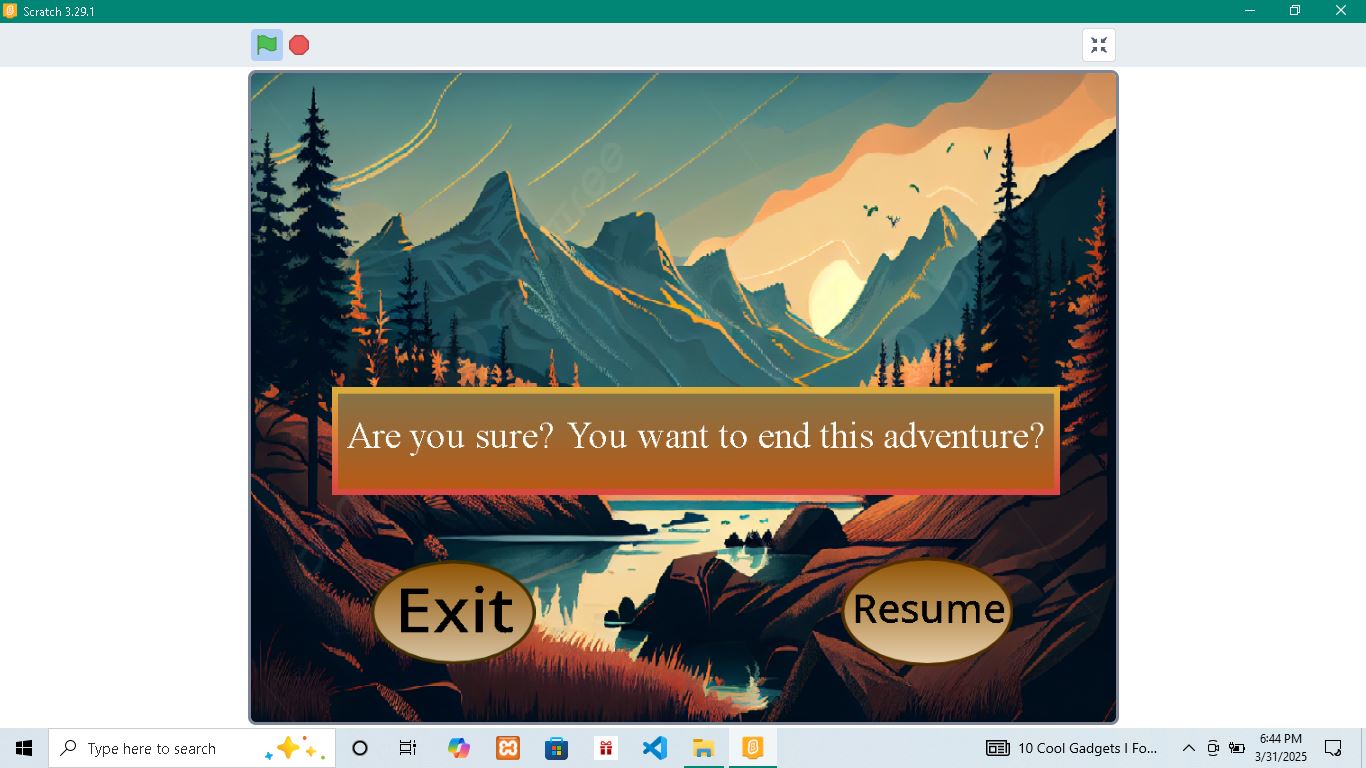 Scratch 3.29.1
Are you sure? You want to end this adventure?
Exit
Resume
Type here to search
10 Cool Gadgets I Fo...
6:44 PM
3/31/2025